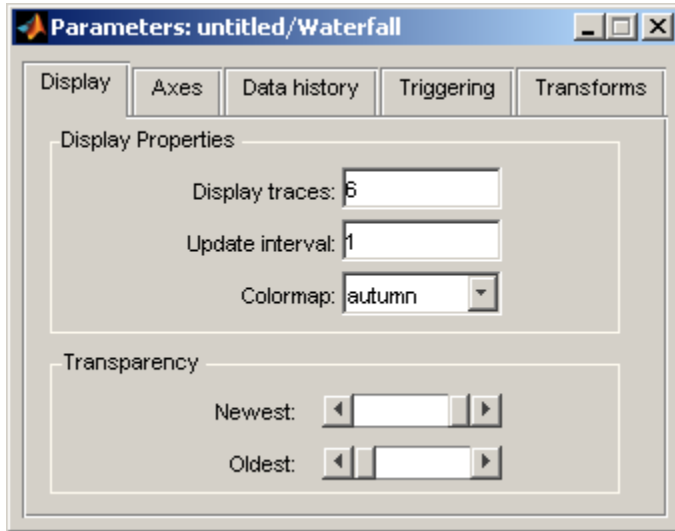 Parameters: untitled/Waterfall
Display Axes Data history Triggering Transforms
Display Properties
Display traces: 6
Update interval: 1
Colormap: autumn
Transparency
Newest:
Oldest: